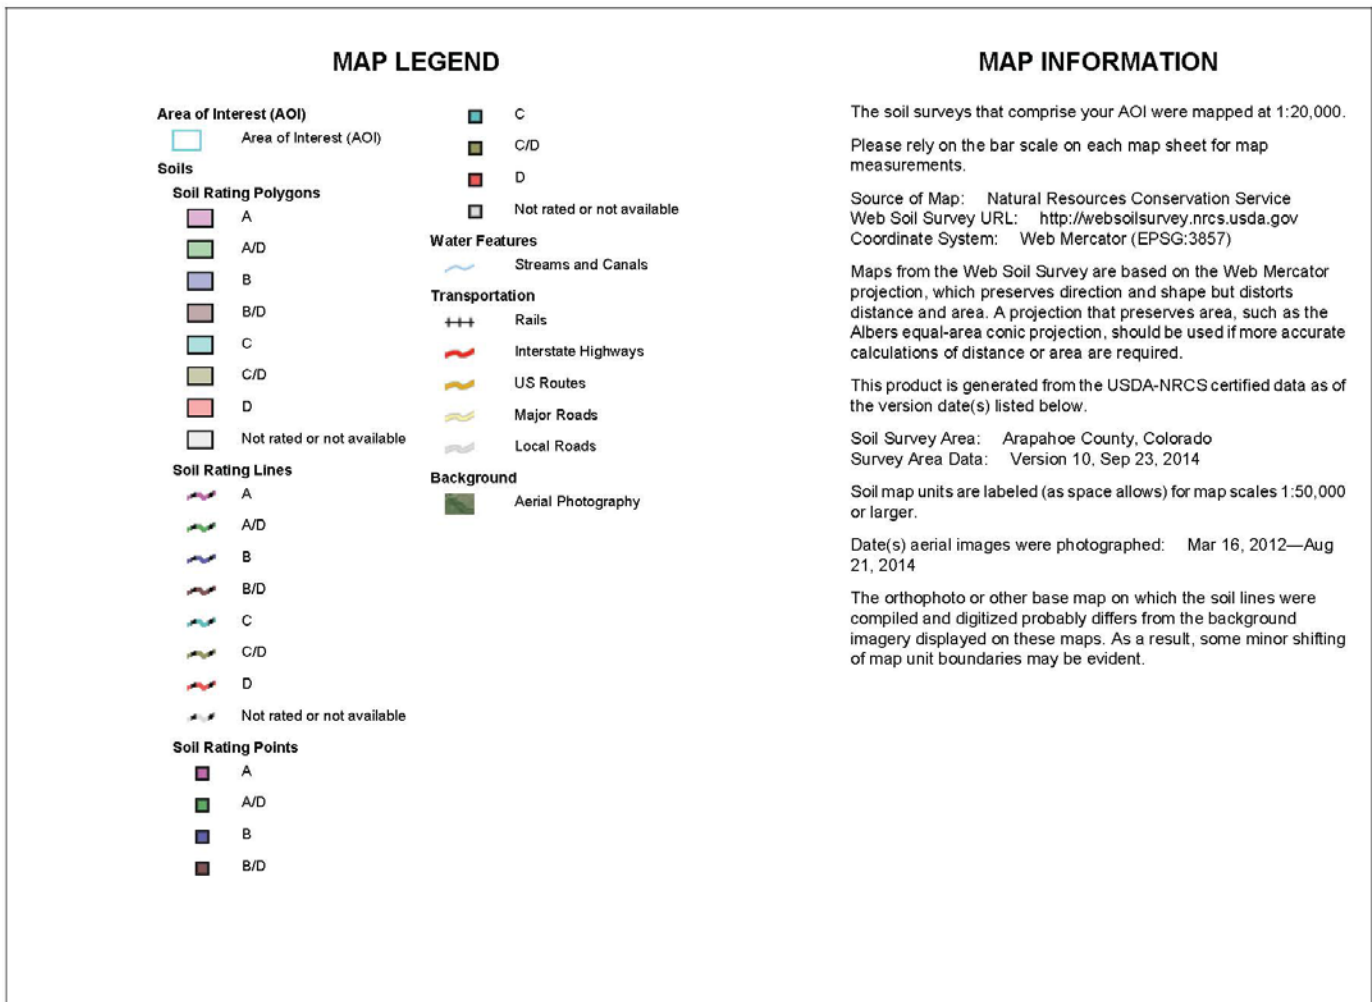 MAP LEGEND
Area of Interest (AOI)
Area of Interest (AOI)
Soils
Soil Rating Polygons
A
A/D
B
B/D
C
C/D
D
Not rated or not available
Soil Rating Lines
A
A/D
B
B/D
C
C/D
D
Not rated or not available
Soil Rating Points
A
A/D
B
B/D
C
C/D
D
Not rated or not available
Water Features
Streams and Canals
Transportation
Rails
Interstate Highways
US Routes
Major Roads
Local Roads
Background
Aerial Photography
MAP INFORMATION
The soil surveys that comprise your AOI were mapped at 1:20,000.
Please rely on the bar scale on each map sheet for map
measurements.
Source of Map: Natural Resources Conservation Service
Web Soil Survey URL: http://websoilsurvey.nrcs.usda.gov
Coordinate System: Web Mercator (EPSG:3857)
Maps from the Web Soil Survey are based on the Web Mercator
projection, which preserves direction and shape but distorts
distance and area. A projection that preserves area, such as the
Albers equal-area conic projection, should be used if more accurate
calculations of distance or area are required.
This product is generated from the USDA-NRCS certified data as of
the version date(s) listed below.
Soil Survey Area: Arapahoe County, Colorado
Survey Area Data: Version 10, Sep 23, 2014
Soil map units are labeled (as space allows) for map scales 1:50,000
or larger.
Date(s) aerial images were photographed: Mar 16, 2012—Aug
21, 2014
The orthophoto or other base map on which the soil lines were
compiled and digitized probably differs from the background
imagery displayed on these maps. As a result, some minor shifting
of map unit boundaries may be evident.